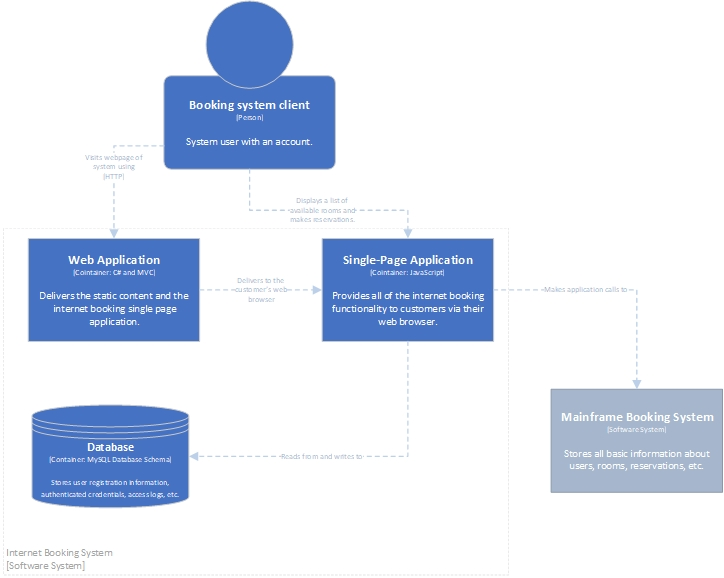 Booking system client
[Person]
System user with an account.
Visits webpage of
system using
[HTTP]
Displays a list of
available rooms and
makes reservations.
Web Application
[Cointainer: C# and MVC]
Delivers the static content and the
internet booking single page
application.
Delivers to the
customer's web
browser
Single-Page Application
[Cointainer: JavaScript]
Provides all of the internet booking
functionality to customers via their
web browser.
Makes application calls to
Mainframe Booking System
[Software System]
Stores all basic information about
users, rooms, reservations, etc.
Database
[Container: MySQL Database Schema]
Stores user registration information,
authenticated credentials, access logs, etc.
Reads from and writes to
Internet Booking System
[Software System]